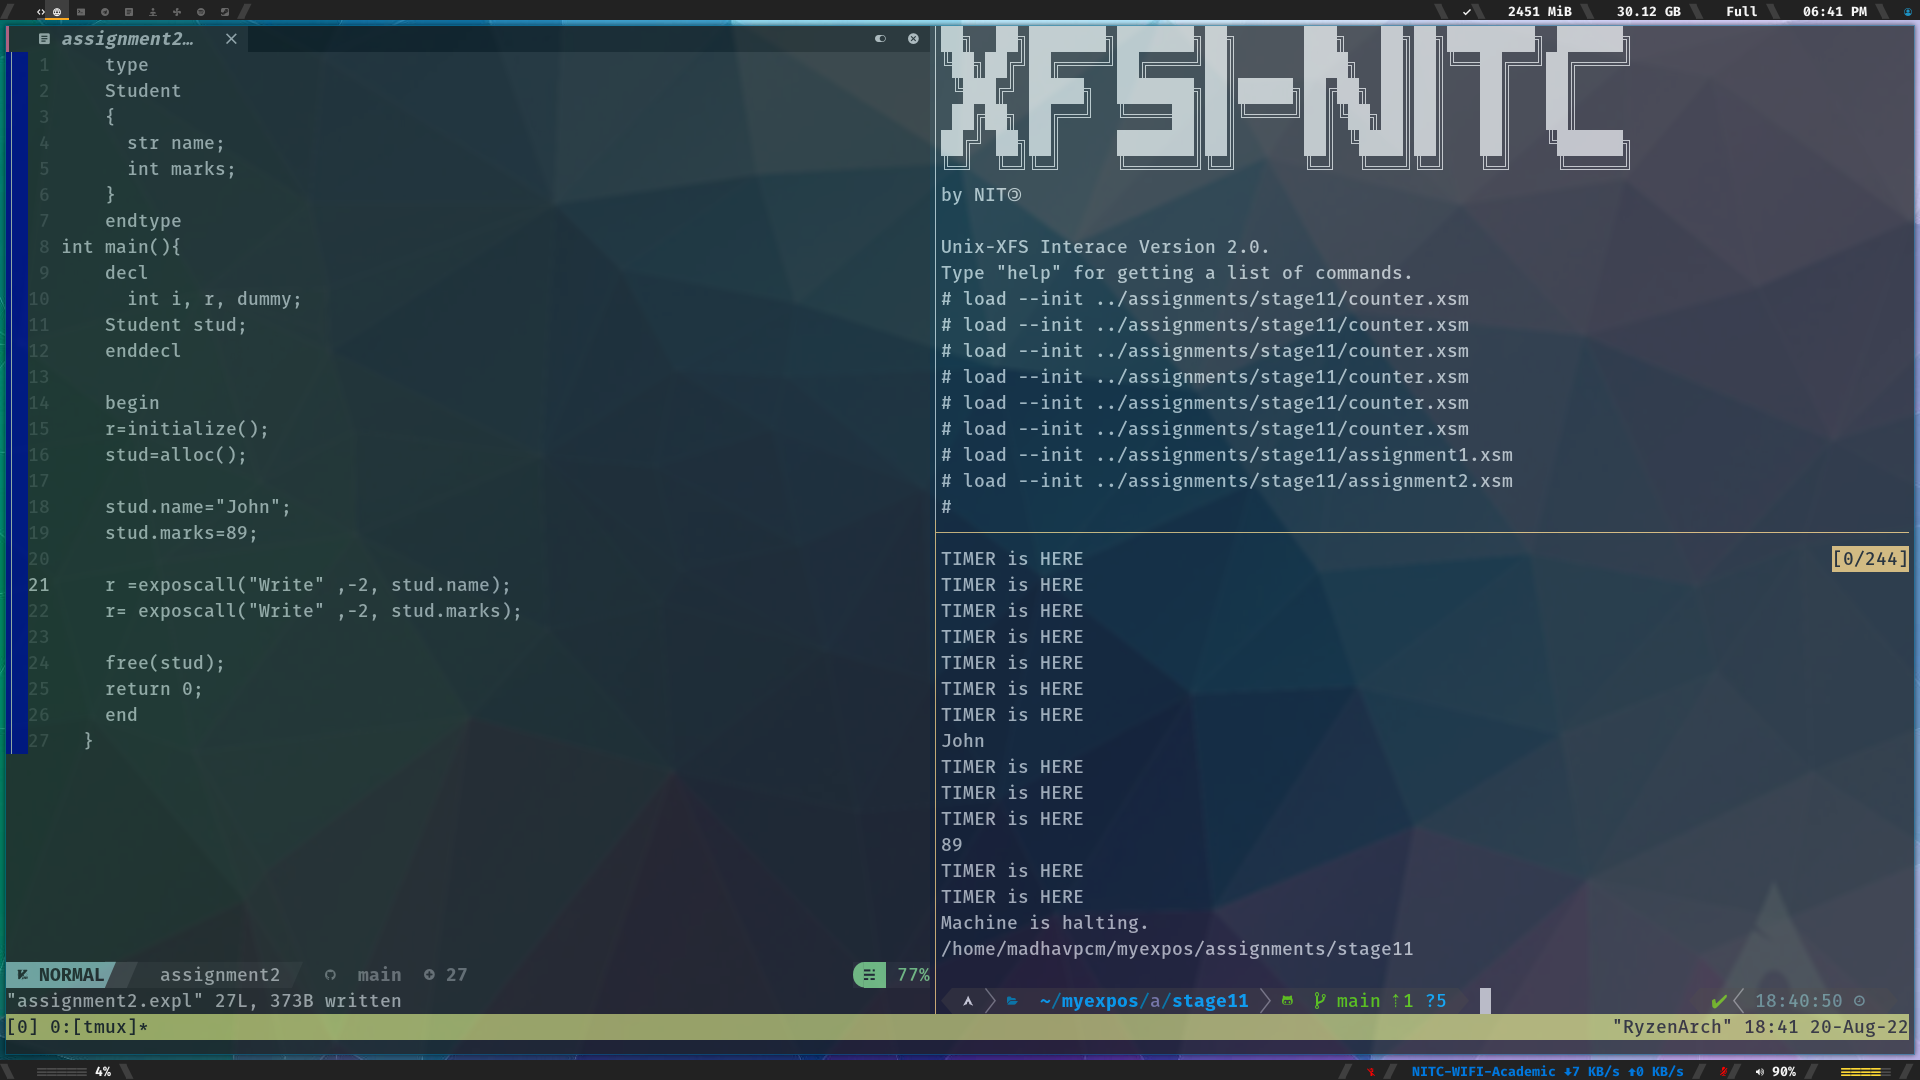 2451 MiB 30.12 GB Full 06:41 PM
assignment2…
1 type
2 Student
3 {
4 str name;
5 int marks;
6 }
7 endtype
8 int main(){
9 decl
10 int i, r, dummy;
11 Student stud;
12 enddecl
13
14 begin
15 r=initialize();
16 stud=alloc();
17
18 stud.name="John";
19 stud.marks=89;
20
21 r =exposcall("Write" ,-2, stud.name);
22 r= exposcall("Write" ,-2, stud.marks);
23
24 free(stud);
25 return 0;
26 end
27 }
NORMAL assignment2 main 27 77%
"assignment2.expl" 27L, 373B written
XFSI-NITC
by NIT
Unix-XFS Interace Version 2.0.
Type "help" for getting a list of commands.
# load --init ../assignments/stage11/counter.xsm
# load --init ../assignments/stage11/counter.xsm
# load --init ../assignments/stage11/counter.xsm
# load --init ../assignments/stage11/counter.xsm
# load --init ../assignments/stage11/counter.xsm
# load --init ../assignments/stage11/counter.xsm
# load --init ../assignments/stage11/assignment1.xsm
# load --init ../assignments/stage11/assignment2.xsm
#
TIMER is HERE [0/244]
TIMER is HERE
TIMER is HERE
TIMER is HERE
TIMER is HERE
TIMER is HERE
TIMER is HERE
John
TIMER is HERE
TIMER is HERE
TIMER is HERE
89
TIMER is HERE
TIMER is HERE
Machine is halting.
/home/madhavpcm/myexpos/assignments/stage11
~/myexpos/a/stage11 main ⇡1 ?5 ✔ 18:40:50
[0] 0:[tmux]* "RyzenArch" 18:41 20-Aug-22
4% NITC-WIFI-Academic 7 KB/s 0 KB/s 90%